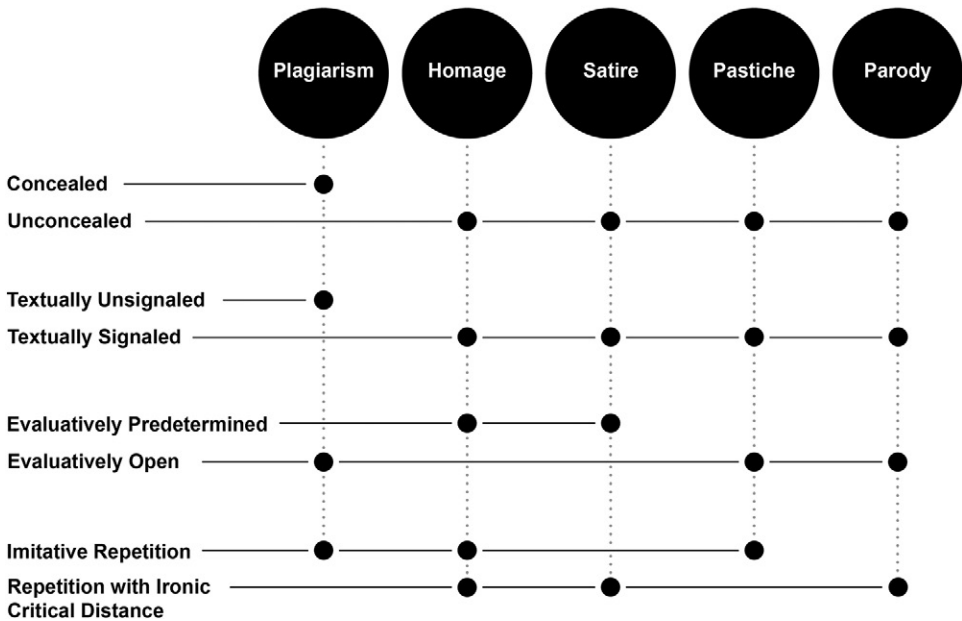 Plagiarism
Homage
Satire
Pastiche
Parody
Concealed
Unconcealed
Textually Unsignaled
Textually Signaled
Evaluatively Predetermined
Evaluatively Open
Imitative Repetition
Repetition with Ironic
Critical Distance